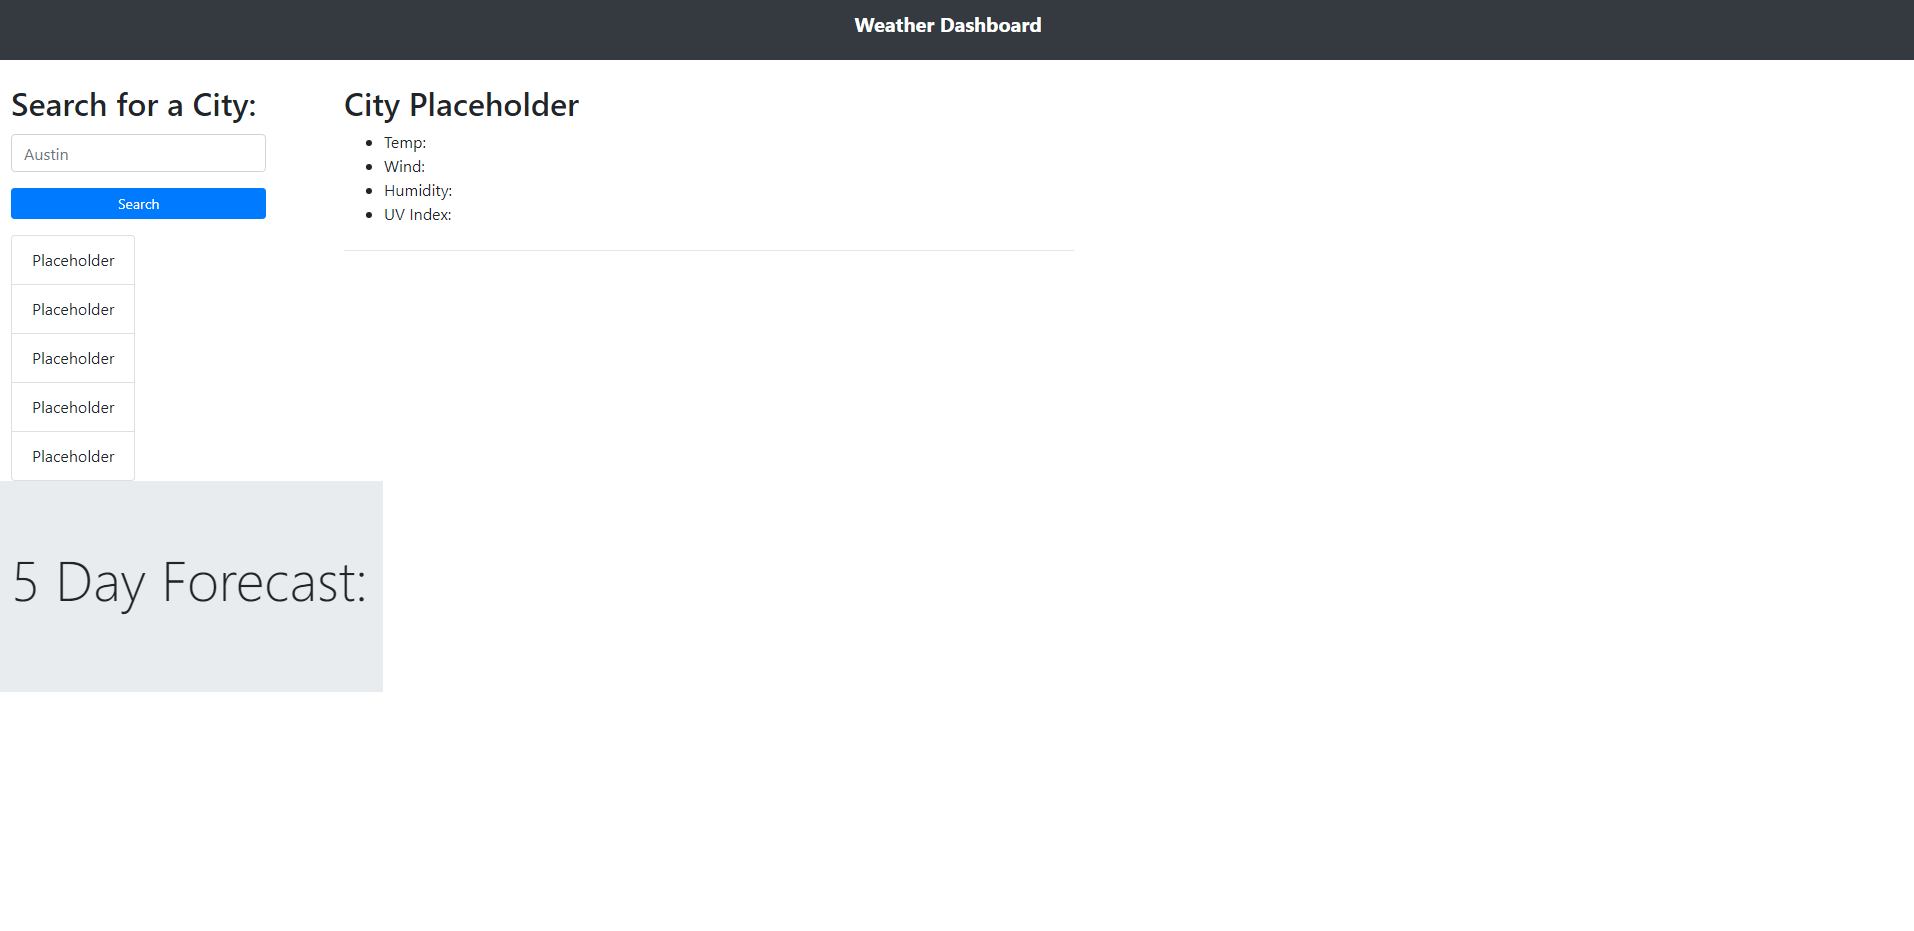 Weather Dashboard
Search for a City:
Austin
Search
Placeholder
Placeholder
Placeholder
Placeholder
Placeholder
City Placeholder
Temp:
Wind:
Humidity:
UV Index:
5 Day Forecast: